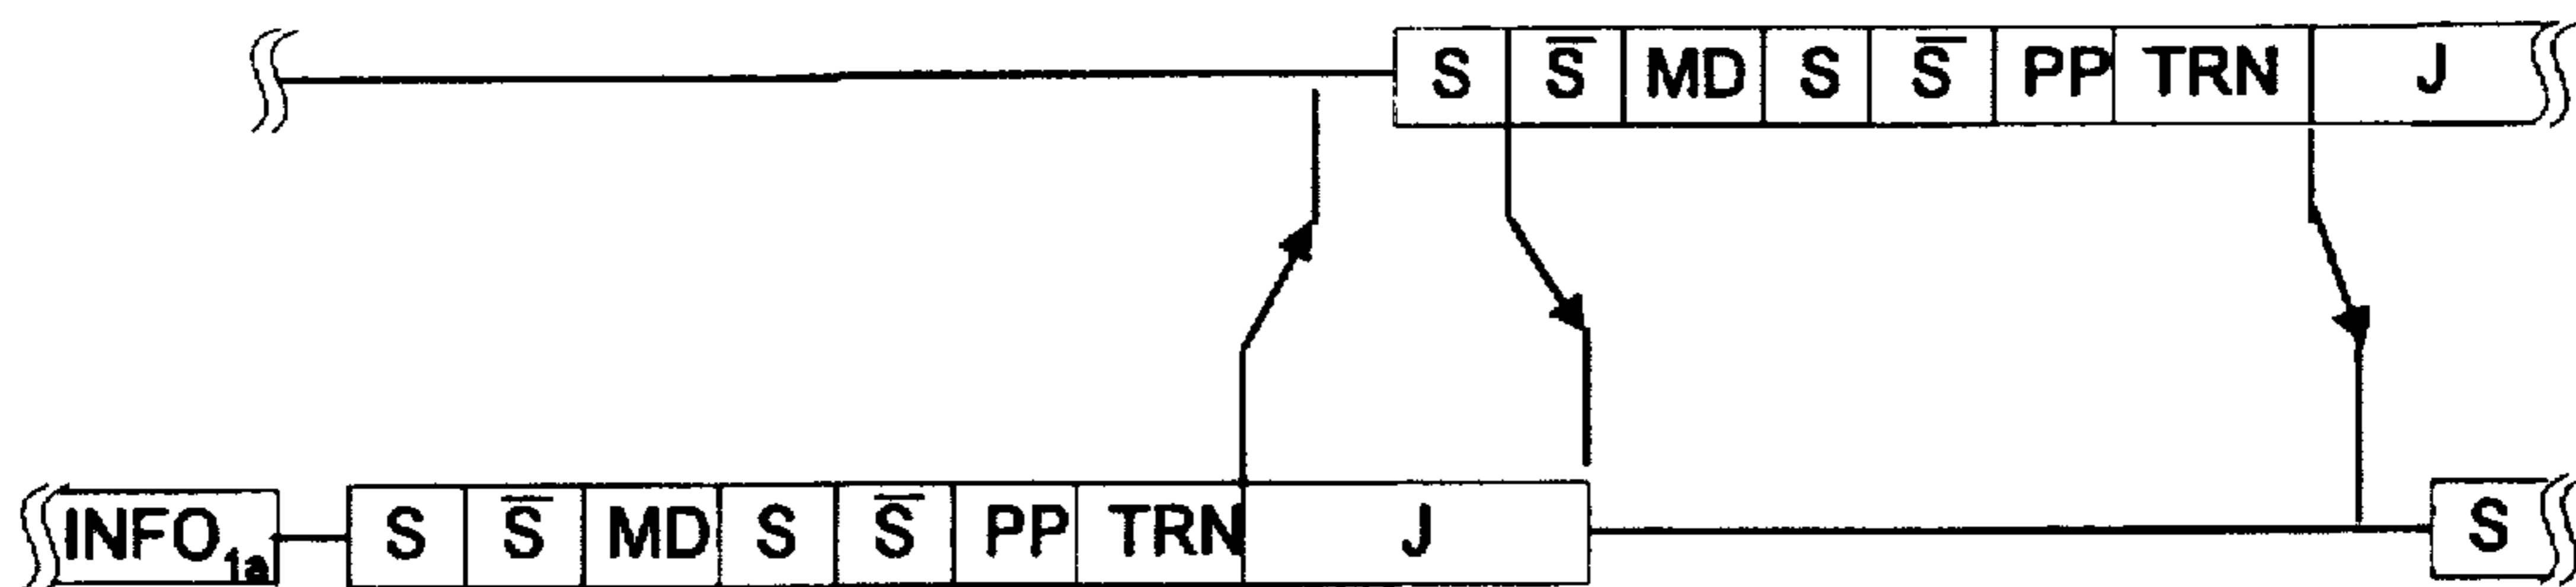 S S̅ MD S S̅ PP TRN J
INFO₁ₐ S S̅ MD S S̅ PP TRN J S